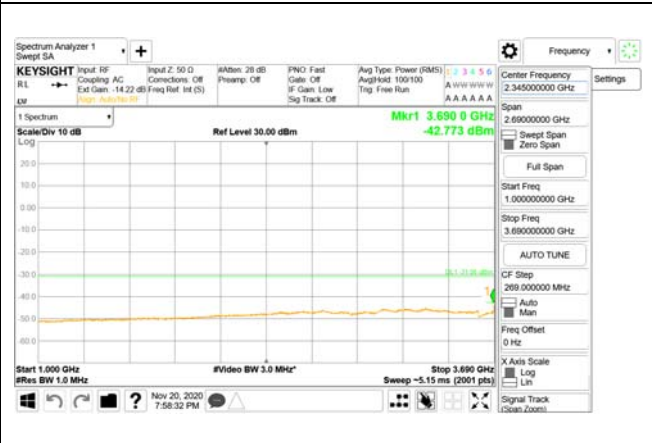 Spectrum Analyzer 1
Swept SA
+
Frequency
KEYSIGHT
RL
Input: RF
Coupling: AC
Ext Gain: -14.22 dB
Align: Auto/No RF
Input Z: 50 Ω
Corrections: Off
Freq Ref: Int (S)
#Atten: 28 dB
Preamp: Off
PNO: Fast
Gate: Off
IF Gain: Low
Sig Track: Off
Avg Type: Power (RMS)
Avg|Hold: 100/100
Trig: Free Run
1 2 3 4 5 6
A W W W W W
A A A A A A
Center Frequency
2.345000000 GHz
Settings
Span
2.69000000 GHz
Swept Span
Zero Span
Full Span
Start Freq
1.000000000 GHz
Stop Freq
3.690000000 GHz
AUTO TUNE
CF Step
269.000000 MHz
Auto
Man
Freq Offset
0 Hz
X Axis Scale
Log
Lin
Signal Track
(Span Zoom)
1 Spectrum
Scale/Div 10 dB
Log
Ref Level 30.00 dBm
Mkr1 3.690 0 GHz
-42.773 dBm
20.0
10.0
0.00
-10.0
-20.0
-30.0
-40.0
-50.0
-60.0
1
Start 1.000 GHz
#Res BW 1.0 MHz
#Video BW 3.0 MHz*
Stop 3.690 GHz
Sweep ~5.15 ms (2001 pts)
?
Nov 20, 2020
7:58:32 PM